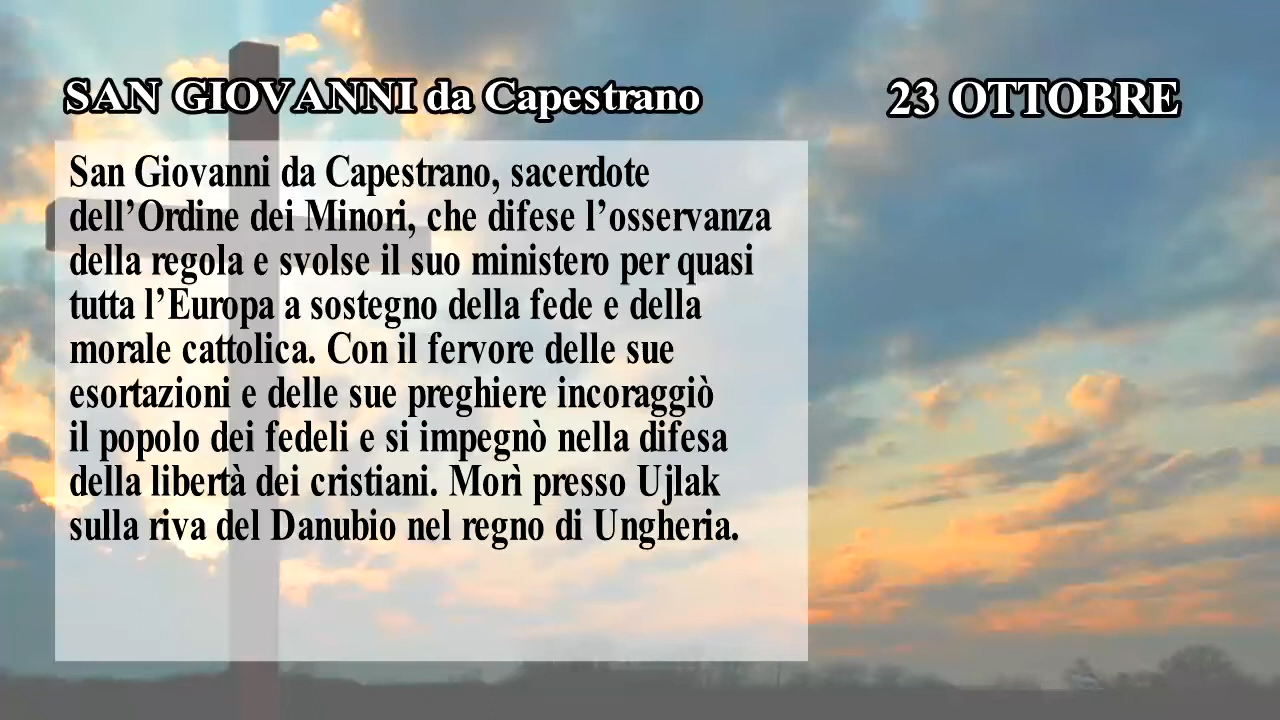 SAN GIOVANNI da Capestrano
23 OTTOBRE
San Giovanni da Capestrano, sacerdote
dell’Ordine dei Minori, che difese l’osservanza
della regola e svolse il suo ministero per quasi
tutta l’Europa a sostegno della fede e della
morale cattolica. Con il fervore delle sue
esortazioni e delle sue preghiere incoraggiò
il popolo dei fedeli e si impegnò nella difesa
della libertà dei cristiani. Morì presso Ujlak
sulla riva del Danubio nel regno di Ungheria.